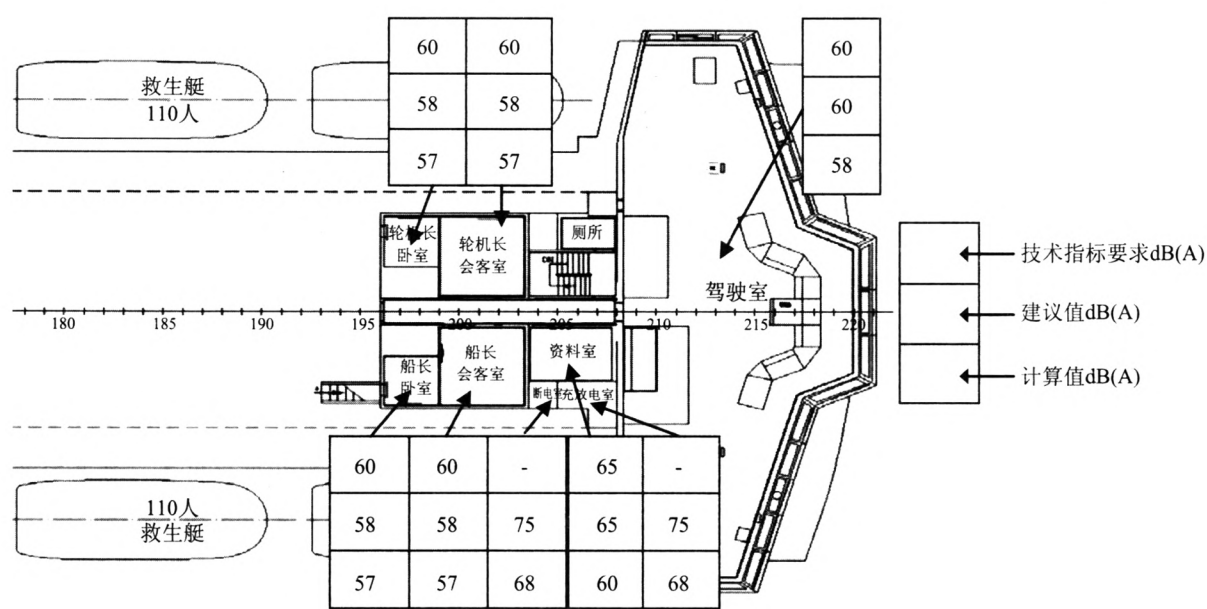 60 60
58 58
57 57
60
60
58
救生艇
110人
轮机长
卧室
轮机长
会客室
厕所
驾驶室
技术指标要求dB(A)
建议值dB(A)
计算值dB(A)
180 185 190 195 200 205 210 215 220
船长
卧室
船长
会客室
资料室
断电室
充放电室
60 60 - 65 -
58 58 75 65 75
57 57 68 60 68
110人
救生艇